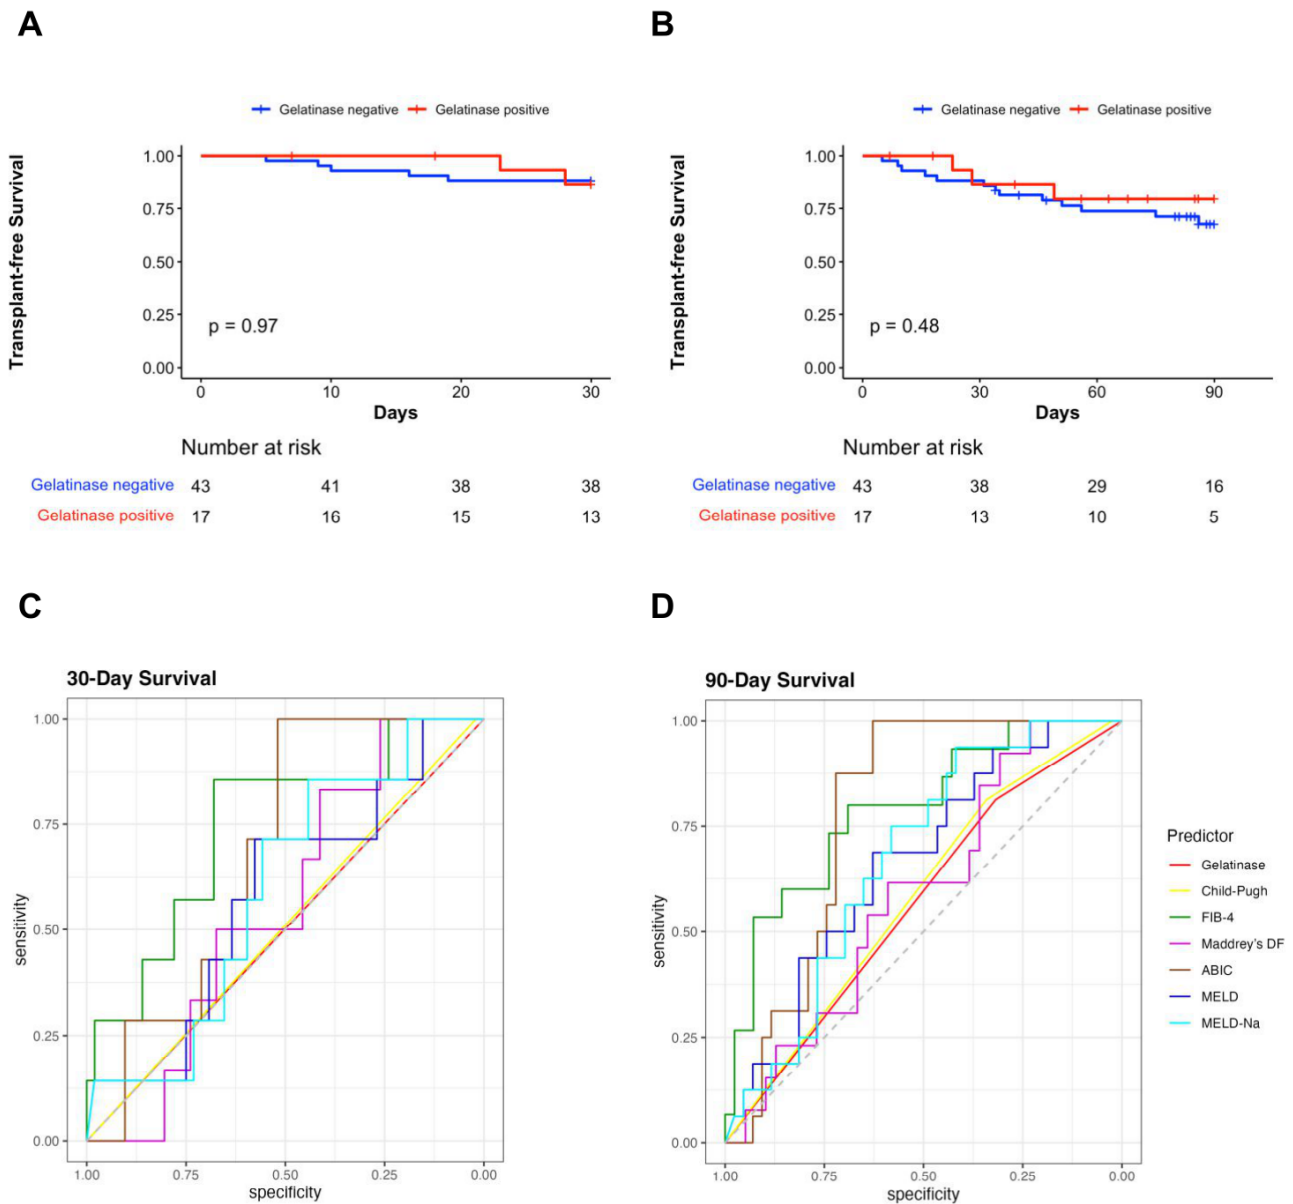 A
Gelatinase negative Gelatinase positive
Transplant-free Survival
1.00
0.75
0.50
0.25
0.00
p = 0.97
0 10 20 30
Days
Number at risk
Gelatinase negative 43 41 38 38
Gelatinase positive 17 16 15 13
B
Gelatinase negative Gelatinase positive
Transplant-free Survival
1.00
0.75
0.50
0.25
0.00
p = 0.48
0 30 60 90
Days
Number at risk
Gelatinase negative 43 38 29 16
Gelatinase positive 17 13 10 5
C
30-Day Survival
sensitivity
1.00
0.75
0.50
0.25
0.00
1.00 0.75 0.50 0.25 0.00
specificity
D
90-Day Survival
sensitivity
1.00
0.75
0.50
0.25
0.00
1.00 0.75 0.50 0.25 0.00
specificity
Predictor
Gelatinase
Child-Pugh
FIB-4
Maddrey's DF
ABIC
MELD
MELD-Na